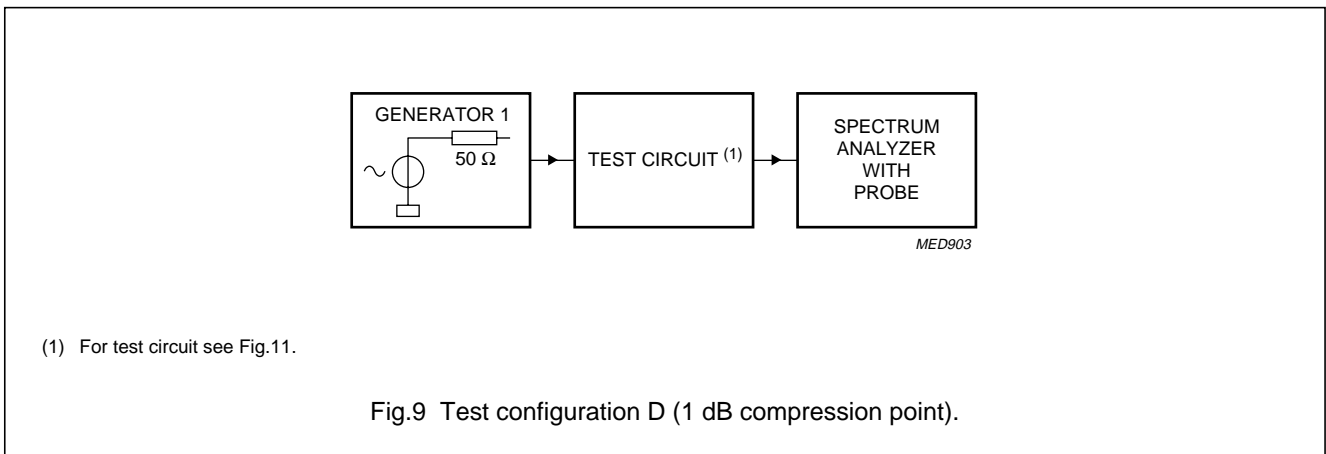 GENERATOR 1
50 Ω
TEST CIRCUIT (1)
SPECTRUM
ANALYZER
WITH
PROBE
MED903
(1) For test circuit see Fig.11.
Fig.9 Test configuration D (1 dB compression point).